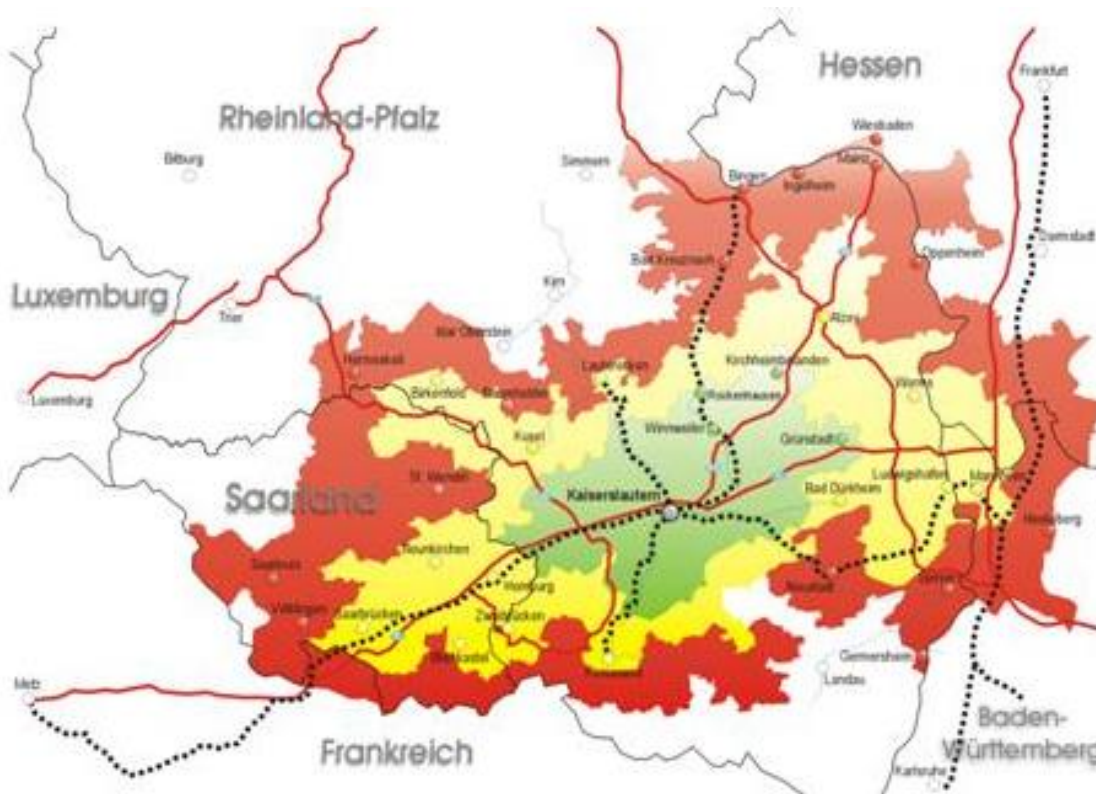 Hessen
Frankfurt
Rheinland-Pfalz
Wiesbaden
Mainz
Bitburg
Simmern
Bingen
Ingelheim
Darmstadt
Oppenheim
Bad Kreuznach
Luxemburg
Kirn
Trier
Alzey
Idar Oberstein
Hermeskeil
Lauterecken
Kirchheimbolanden
Birkenfeld
Baumholder
Worms
Luxemburg
Rockenhausen
Winnweiler
Grünstadt
Kusel
St. Wendel
Ludwigshafen
Kaiserslautern
Bad Dürkheim
Saarland
Heidelberg
Neunkirchen
Saarlouis
Homburg
Neustadt
Speyer
Völklingen
Saarbrücken
Zweibrücken
Germersheim
Landau
Metz
Baden-
Württemberg
Frankreich
Karlsruhe